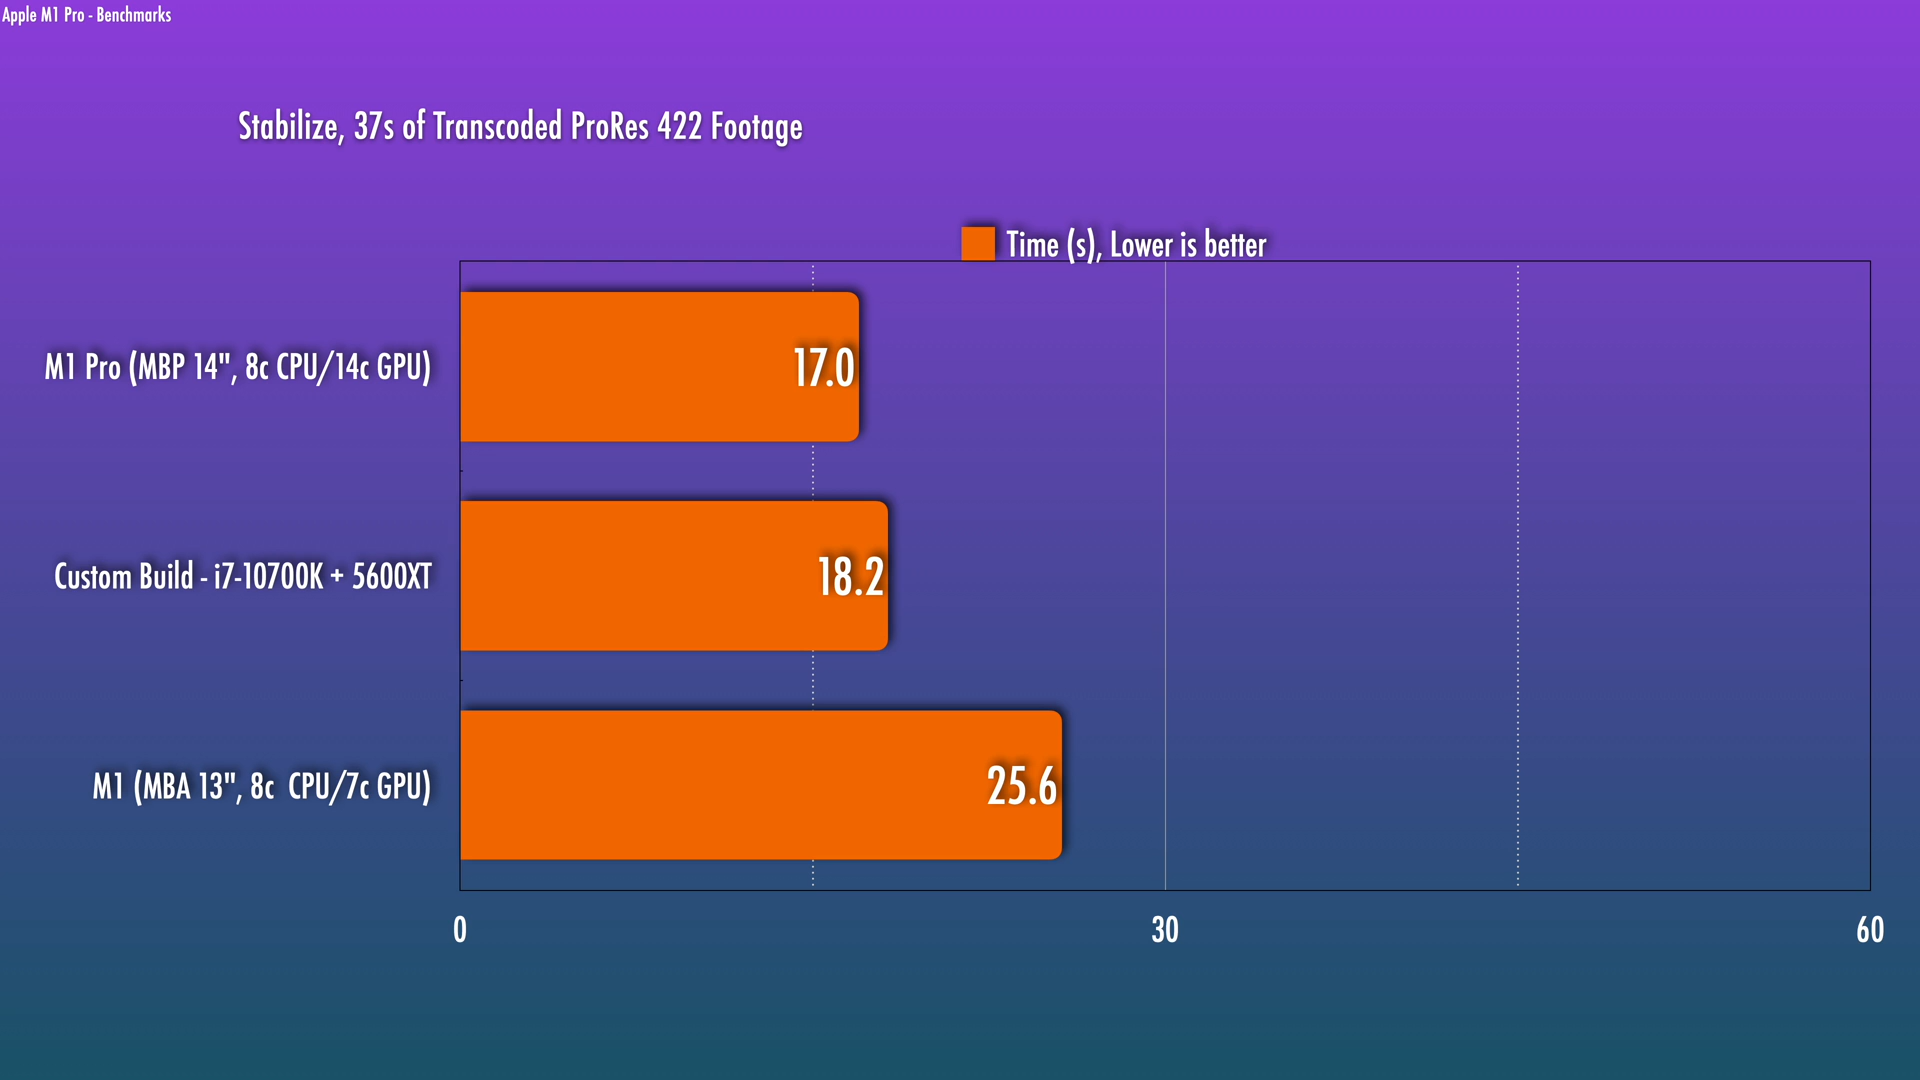 Apple M1 Pro - Benchmarks
Stabilize, 37s of Transcoded ProRes 422 Footage
Time (s), Lower is better
M1 Pro (MBP 14", 8c CPU/14c GPU)
17.0
Custom Build - i7-10700K + 5600XT
18.2
M1 (MBA 13", 8c  CPU/7c GPU)
25.6
0
30
60